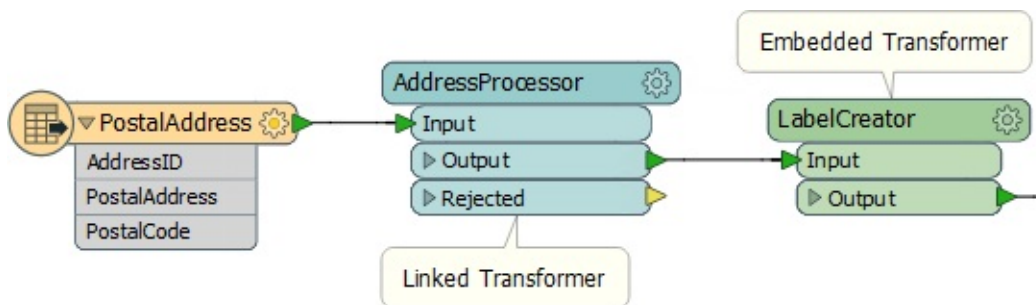 Embedded Transformer
AddressProcessor
PostalAddress
Input
LabelCreator
AddressID
Output
Input
PostalAddress
Rejected
Output
PostalCode
Linked Transformer